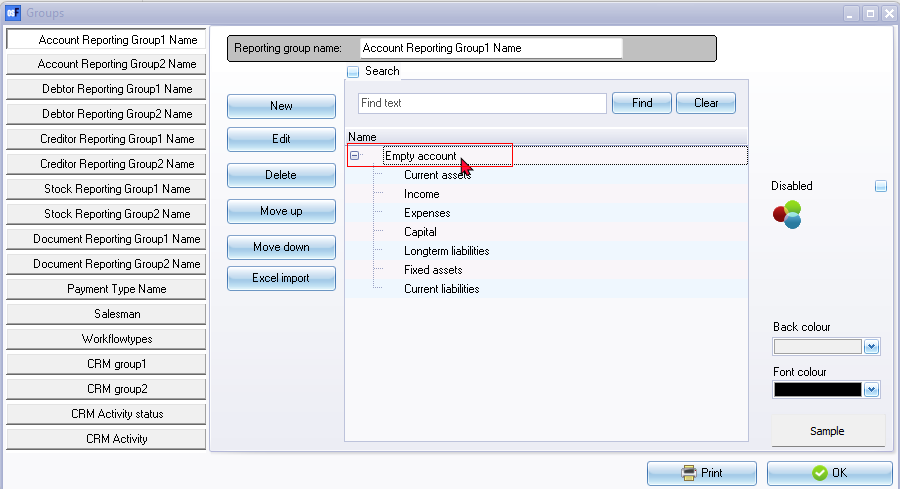 Groups
Account Reporting Group1 Name
Account Reporting Group2 Name
Debtor Reporting Group1 Name
Debtor Reporting Group2 Name
Creditor Reporting Group1 Name
Creditor Reporting Group2 Name
Stock Reporting Group1 Name
Stock Reporting Group2 Name
Document Reporting Group1 Name
Document Reporting Group2 Name
Payment Type Name
Salesman
Workflowtypes
CRM group1
CRM group2
CRM Activity status
CRM Activity
Reporting group name: Account Reporting Group1 Name
Search
New
Edit
Delete
Move up
Move down
Excel import
Find text Find Clear
Name
Empty account
Current assets
Income
Expenses
Capital
Longterm liabilities
Fixed assets
Current liabilities
Disabled
Back colour
Font colour
Sample
Print OK